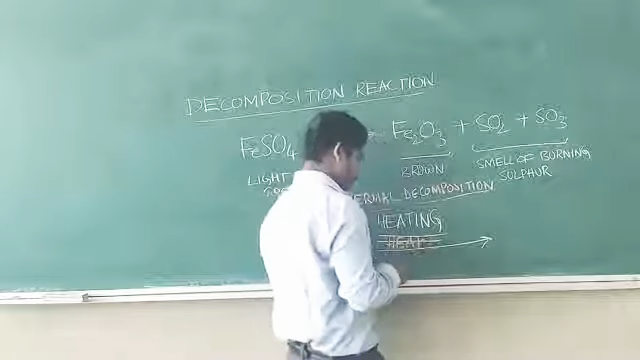 DECOMPOSITION REACTION
FeSO4 Fe2O3 + SO2 + SO3
LIGHT BROWN SMELL OF BURNING
SULPHUR
DECOMPOSITION
HEATING
HEAT